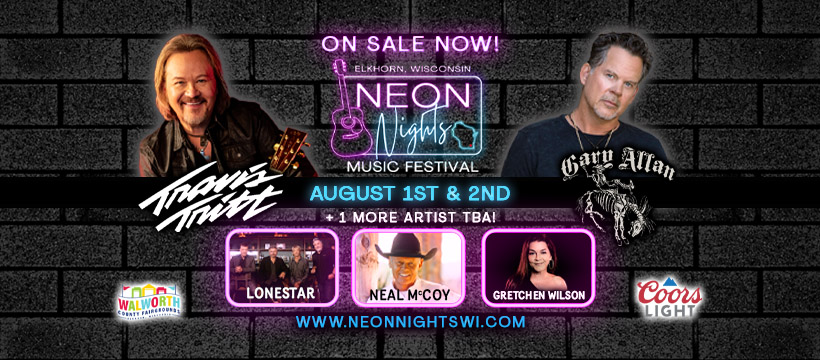 ON SALE NOW!
ELKHORN, WISCONSIN
NEON
Nights
MUSIC FESTIVAL
Travis
Tritt
Gary Allan
AUGUST 1ST & 2ND
+ 1 MORE ARTIST TBA!
LONESTAR
NEAL McCOY
GRETCHEN WILSON
WALWORTH
COUNTY FAIRGROUNDS
Coors
LIGHT
WWW.NEONNIGHTSWI.COM